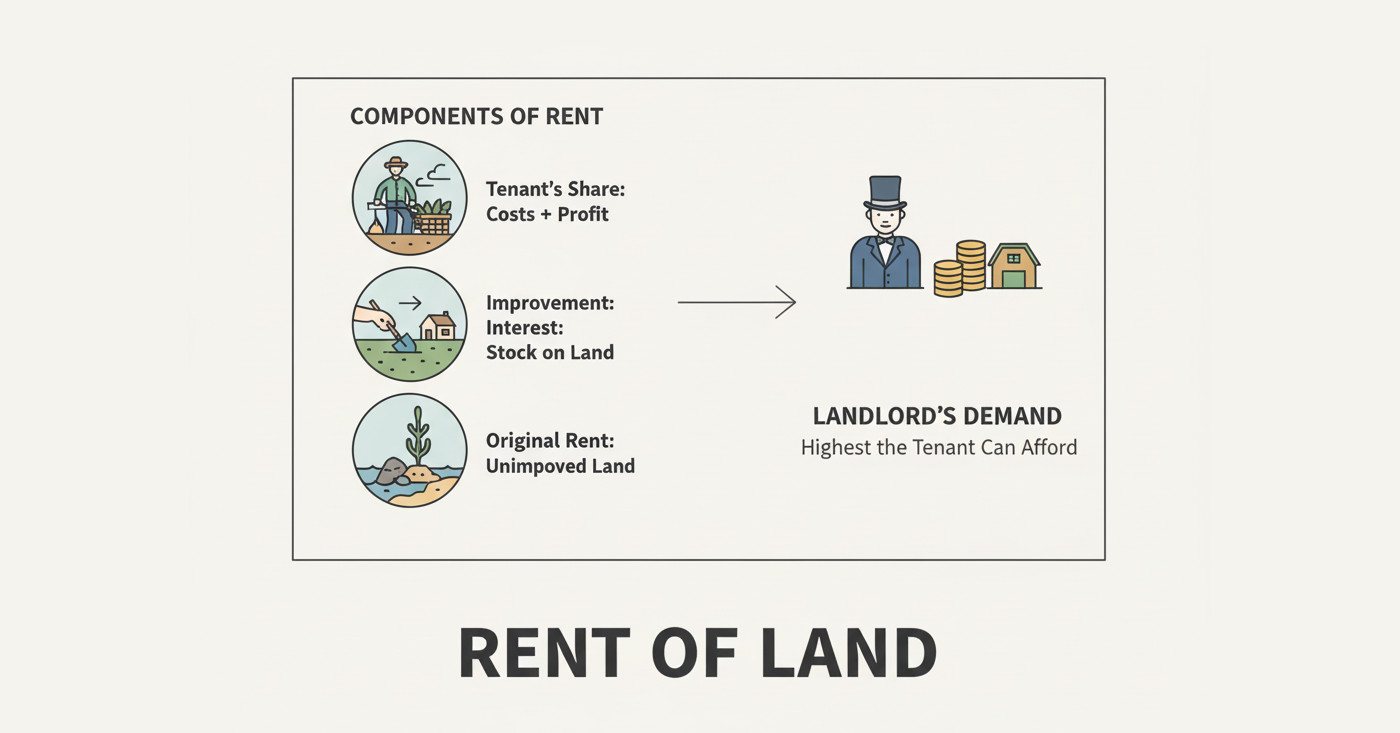 COMPONENTS OF RENT
Tenant's Share:
Costs + Profit
Improvement:
Interest:
Stock on Land
Original Rent:
Unimpoved Land
LANDLORD'S DEMAND
Highest the Tenant Can Afford
RENT OF LAND